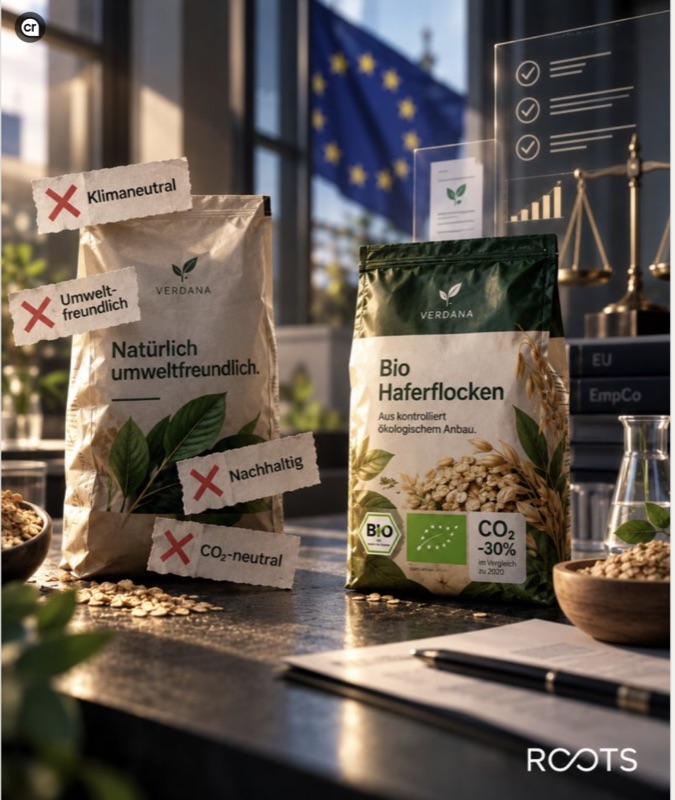 cr
Klimaneutral
Umwelt-
freundlich
VERDANA
Natürlich
umweltfreundlich.
Nachhaltig
CO₂-neutral
VERDANA
Bio
Haferflocken
Aus kontrolliert
ökologischem Anbau.
BIO
CO₂
-30%
im Vergleich
zu 2020
EU
EmpCo
ROOTS